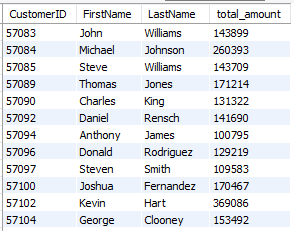 CustomerID FirstName LastName total_amount
57083 John Williams 143899
57084 Michael Johnson 260393
57085 Steve Williams 143709
57089 Thomas Jones 171214
57090 Charles King 131322
57092 Daniel Rensch 141690
57094 Anthony James 100795
57096 Donald Rodriguez 129219
57097 Steven Smith 109583
57100 Joshua Fernandez 170467
57102 Kevin Hart 369086
57104 George Clooney 153492